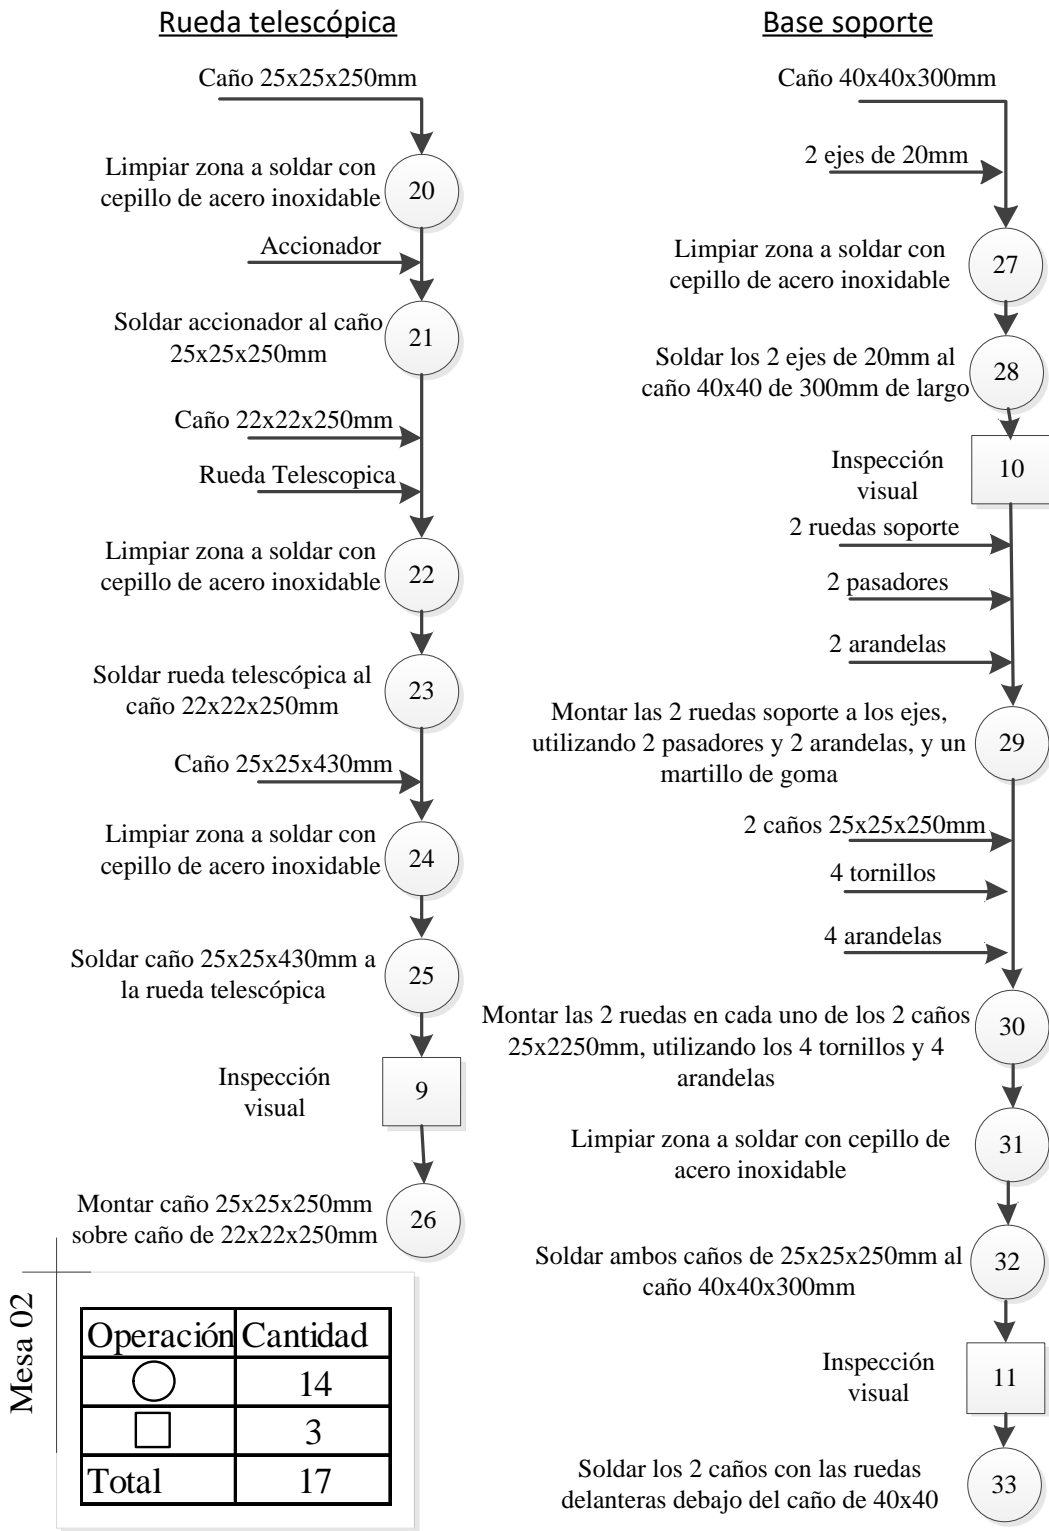 Rueda telescópica
Caño 25x25x250mm
Limpiar zona a soldar con
cepillo de acero inoxidable
20
Accionador
Soldar accionador al caño
25x25x250mm
21
Caño 22x22x250mm
Rueda Telescopica
Limpiar zona a soldar con
cepillo de acero inoxidable
22
Soldar rueda telescópica al
caño 22x22x250mm
23
Caño 25x25x430mm
Limpiar zona a soldar con
cepillo de acero inoxidable
24
Soldar caño 25x25x430mm a
la rueda telescópica
25
Inspección
visual
9
Montar caño 25x25x250mm
sobre caño de 22x22x250mm
26
Mesa 02
Operación Cantidad
14
3
Total 17
Base soporte
Caño 40x40x300mm
2 ejes de 20mm
Limpiar zona a soldar con
cepillo de acero inoxidable
27
Soldar los 2 ejes de 20mm al
caño 40x40 de 300mm de largo
28
Inspección
visual
10
2 ruedas soporte
2 pasadores
2 arandelas
Montar las 2 ruedas soporte a los ejes,
utilizando 2 pasadores y 2 arandelas, y un
martillo de goma
29
2 caños 25x25x250mm
4 tornillos
4 arandelas
Montar las 2 ruedas en cada uno de los 2 caños
25x2250mm, utilizando los 4 tornillos y 4
arandelas
30
Limpiar zona a soldar con cepillo de
acero inoxidable
31
Soldar ambos caños de 25x25x250mm al
caño 40x40x300mm
32
Inspección
visual
11
Soldar los 2 caños con las ruedas
delanteras debajo del caño de 40x40
33